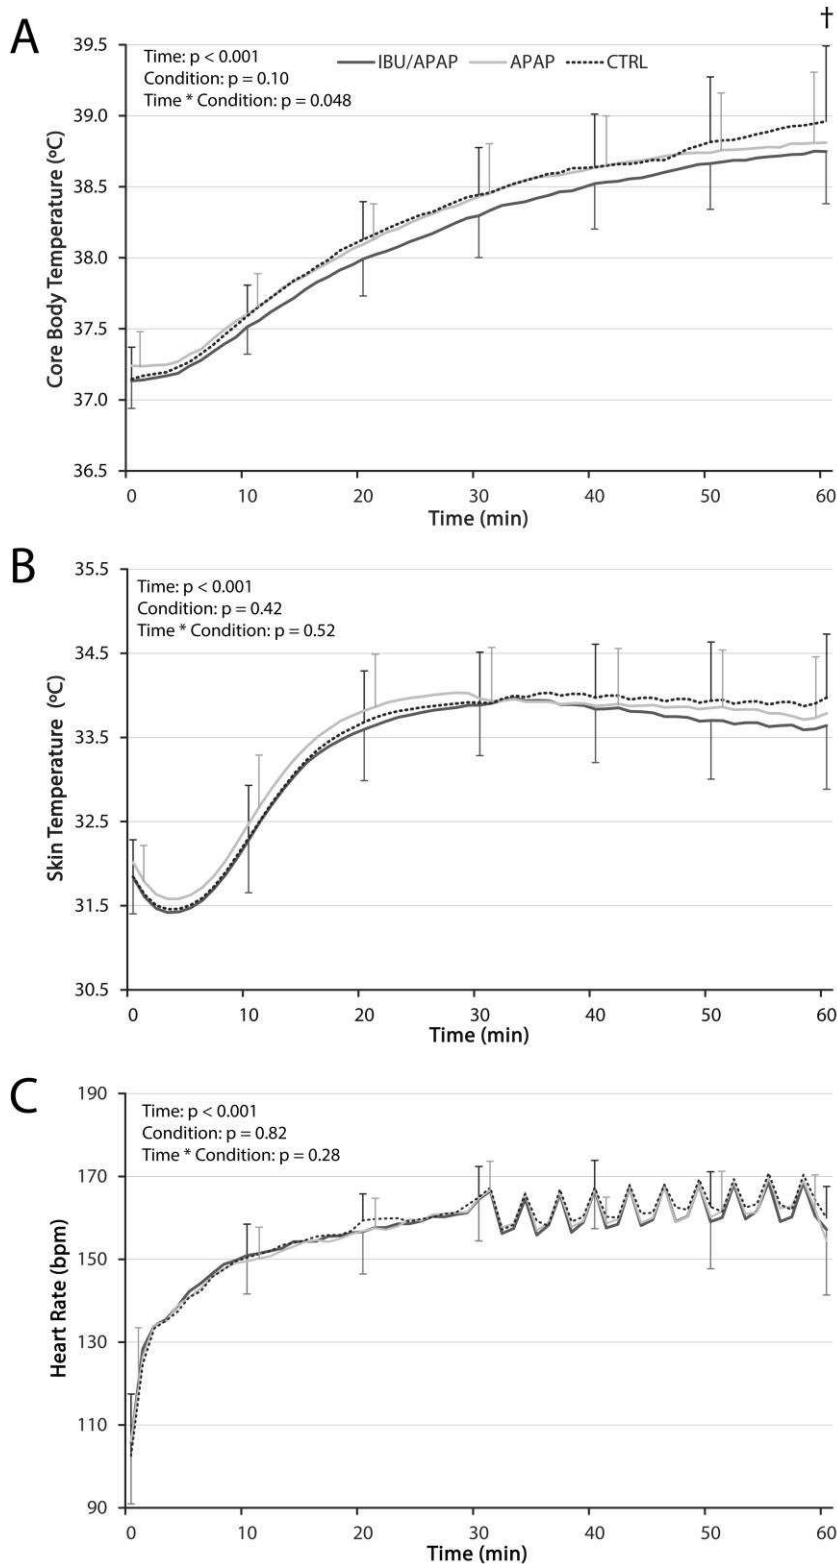 A
†
39.5
Time: p < 0.001
IBU/APAP
APAP
CTRL
Condition: p = 0.10
Time * Condition: p = 0.048
39.0
38.5
38.0
37.5
37.0
36.5
Core Body Temperature (ºC)
0 10 20 30 40 50 60
Time (min)
B
35.5
Time: p < 0.001
Condition: p = 0.42
Time * Condition: p = 0.52
34.5
33.5
32.5
31.5
30.5
Skin Temperature (ºC)
0 10 20 30 40 50 60
Time (min)
C
190
Time: p < 0.001
Condition: p = 0.82
Time * Condition: p = 0.28
170
150
130
110
90
Heart Rate (bpm)
0 10 20 30 40 50 60
Time (min)